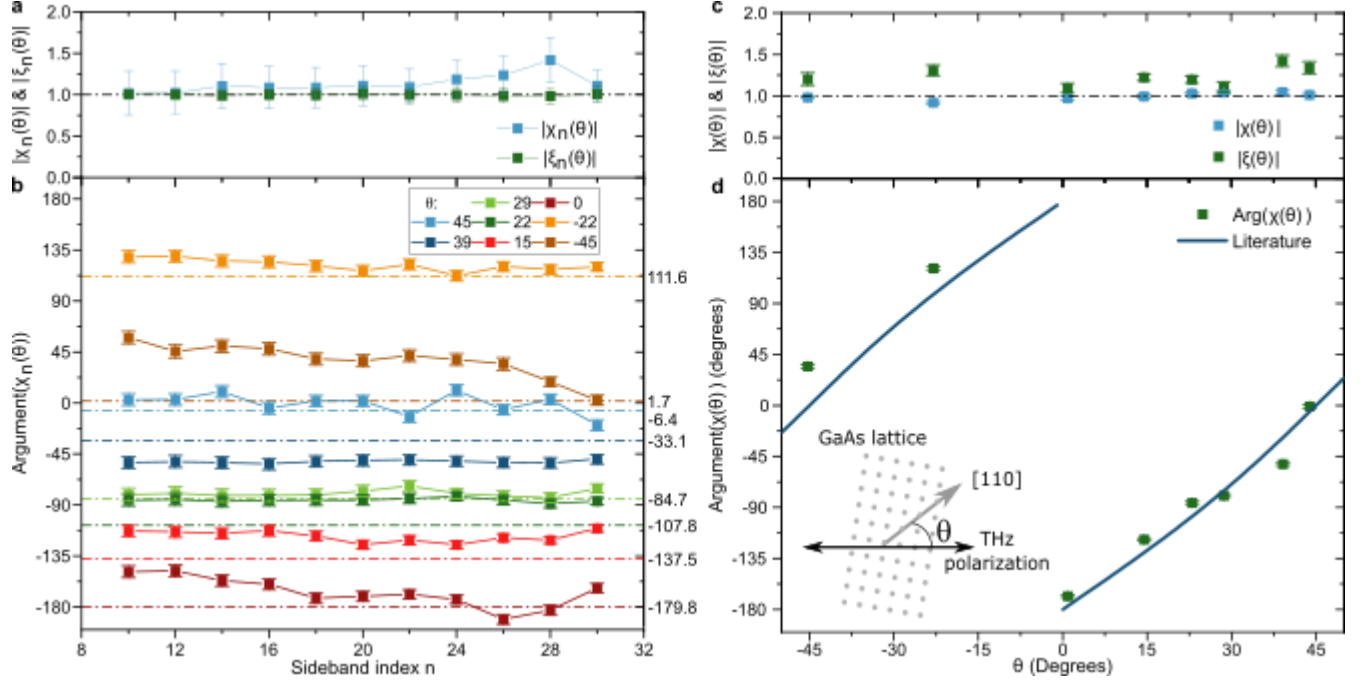 a
2.0
1.5
1.0
0.5
0.0
|χn(θ)| & |ξn(θ)|
|χn(θ)|
|ξn(θ)|
b
180
135
90
45
0
-45
-90
-135
-180
Argument(χn(θ))
θ:
29
0
45
22
-22
39
15
-45
111.6
1.7
-6.4
-33.1
-84.7
-107.8
-137.5
-179.8
8
12
16
20
24
28
32
Sideband index n
c
2.0
1.5
1.0
0.5
0.0
|χ(θ)| & |ξ(θ)|
|χ(θ)|
|ξ(θ)|
d
180
135
90
45
0
-45
-90
-135
-180
Argument(χ(θ)) (degrees)
Arg(χ(θ))
Literature
GaAs lattice
[110]
θ
THz
polarization
-45
-30
-15
0
15
30
45
θ (Degrees)